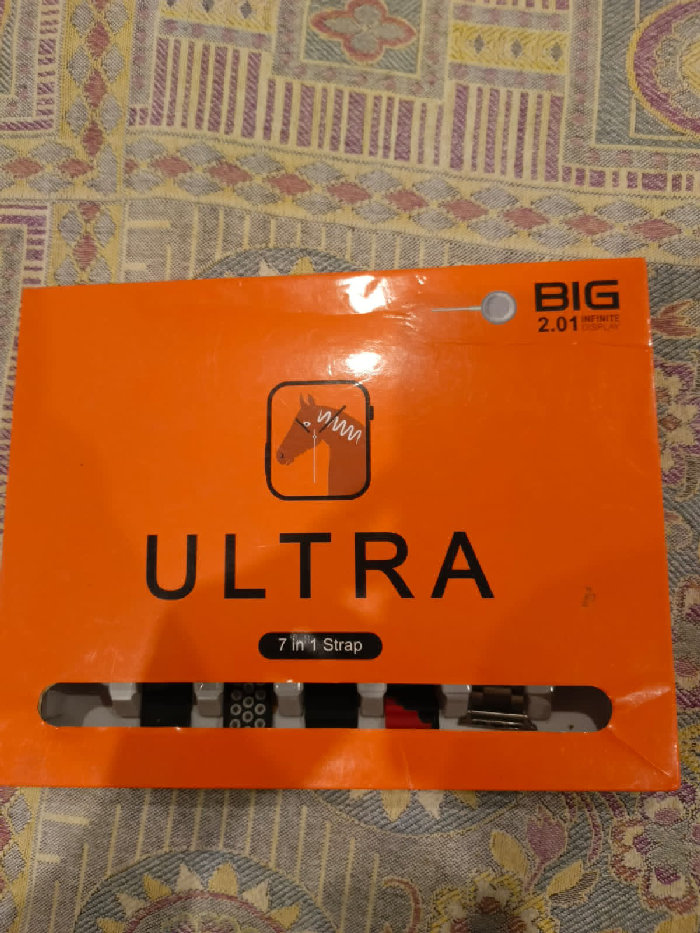 BIG
2.01 INFINITE
DISPLAY
ULTRA
7 in 1 Strap